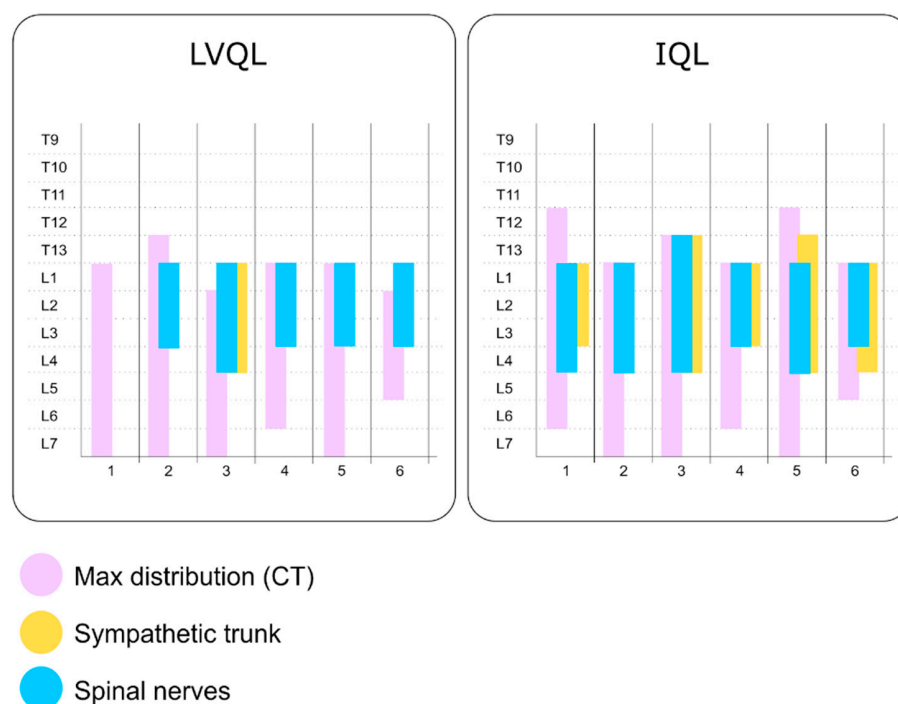 LVQL
T9
T10
T11
T12
T13
L1
L2
L3
L4
L5
L6
L7
1 2 3 4 5 6
IQL
T9
T10
T11
T12
T13
L1
L2
L3
L4
L5
L6
L7
1 2 3 4 5 6
Max distribution (CT)
Sympathetic trunk
Spinal nerves